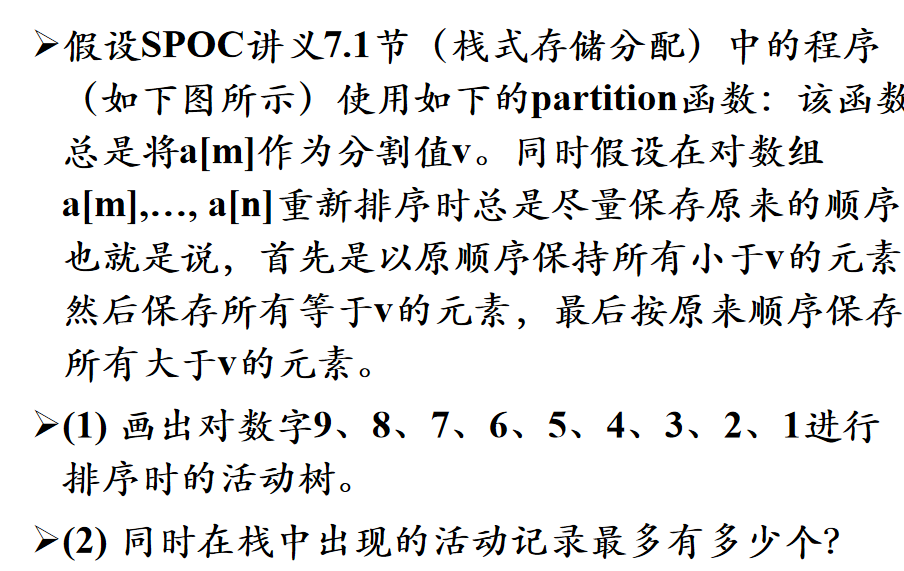 ➢假设SPOC讲义7.1节（栈式存储分配）中的程序
（如下图所示）使用如下的partition函数：该函数
总是将a[m]作为分割值v。同时假设在对数组
a[m],…, a[n]重新排序时总是尽量保存原来的顺序
也就是说，首先是以原顺序保持所有小于v的元素
然后保存所有等于v的元素，最后按原来顺序保存
所有大于v的元素。
➢(1) 画出对数字9、8、7、6、5、4、3、2、1进行
排序时的活动树。
➢(2) 同时在栈中出现的活动记录最多有多少个？